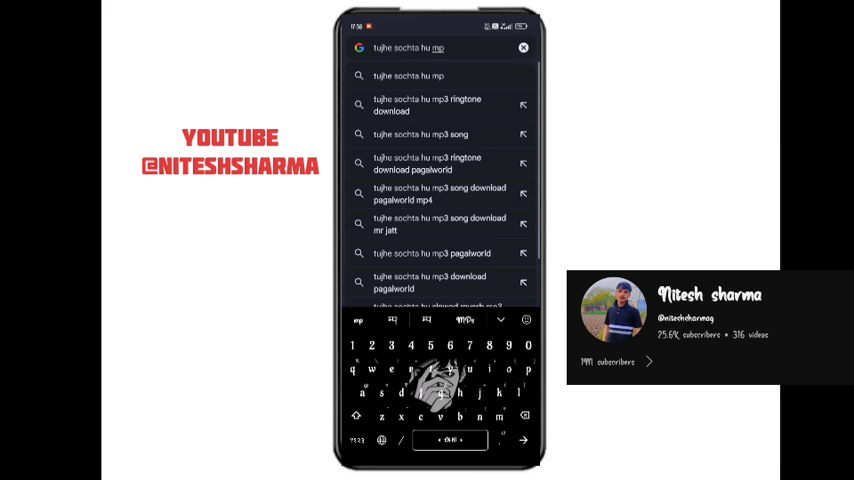 17:50
tujhe sochta hu mp
tujhe sochta hu mp
tujhe sochta hu mp3 ringtone
download
tujhe sochta hu mp3 song
tujhe sochta hu mp3 ringtone
download pagalworld
tujhe sochta hu mp3 song download
pagalworld mp4
tujhe sochta hu mp3 song download
mr jatt
tujhe sochta hu mp3 pagalworld
tujhe sochta hu mp3 download
pagalworld
YOUTUBE
@NITESHSHARMA
Nitesh sharma
@niteshsharmag
25.6K subscribers • 316 videos
subscribers
mp MPs
1 2 3 4 5 6 7 8 9 0
q w e r t y u i o p
a s d f g h j k l
z x c v b n m